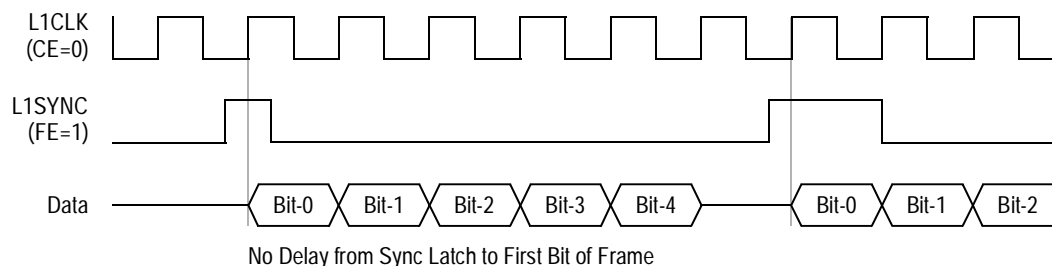 L1CLK
(CE=0)
L1SYNC
(FE=1)
Data
Bit-0 Bit-1 Bit-2 Bit-3 Bit-4 Bit-0 Bit-1 Bit-2
No Delay from Sync Latch to First Bit of Frame